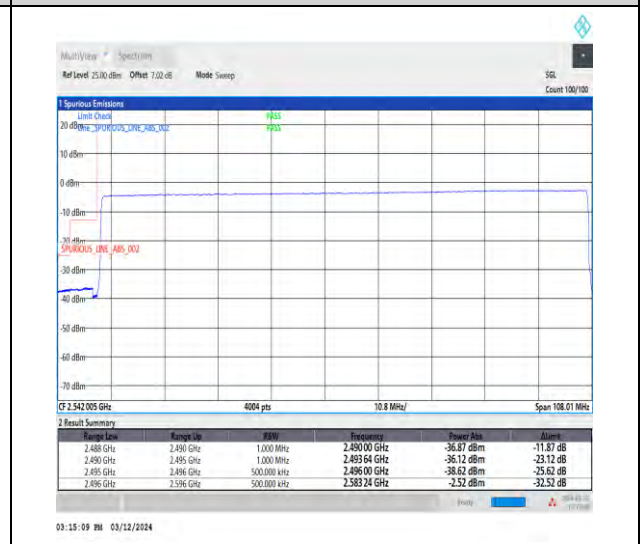 MultiView Spectrum
Ref Level 25.00 dBm Offset 7.02 dB Mode Sweep SGL
Count 100/100
1 Spurious Emissions
Limit Check PASS
20 dBm Line _SPURIOUS_LINE_ABS_002 PASS
10 dBm
0 dBm
-10 dBm
-20 dBm
SPURIOUS_LINE_ABS_002
-30 dBm
-40 dBm
-50 dBm
-60 dBm
-70 dBm
CF 2.542 005 GHz 4004 pts 10.8 MHz/ Span 108.01 MHz
2 Result Summary
Range Low Range Up RBW Frequency Power Abs ΔLimit
2.488 GHz 2.490 GHz 1.000 MHz 2.490 00 GHz -36.87 dBm -11.87 dB
2.490 GHz 2.495 GHz 1.000 MHz 2.493 64 GHz -36.12 dBm -23.12 dB
2.495 GHz 2.496 GHz 500.000 kHz 2.496 00 GHz -38.62 dBm -25.62 dB
2.496 GHz 2.596 GHz 500.000 kHz 2.583 24 GHz -2.52 dBm -32.52 dB
Ready
03:15:09 PM 03/12/2024